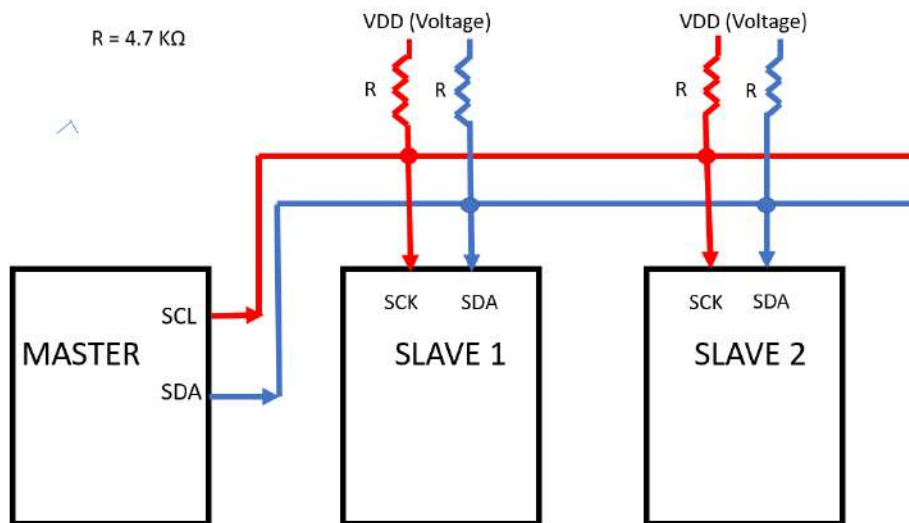 VDD (Voltage) VDD (Voltage)
R = 4.7 KΩ
R R R R
SCL SCK SDA SCK SDA
MASTER SLAVE 1 SLAVE 2
SDA